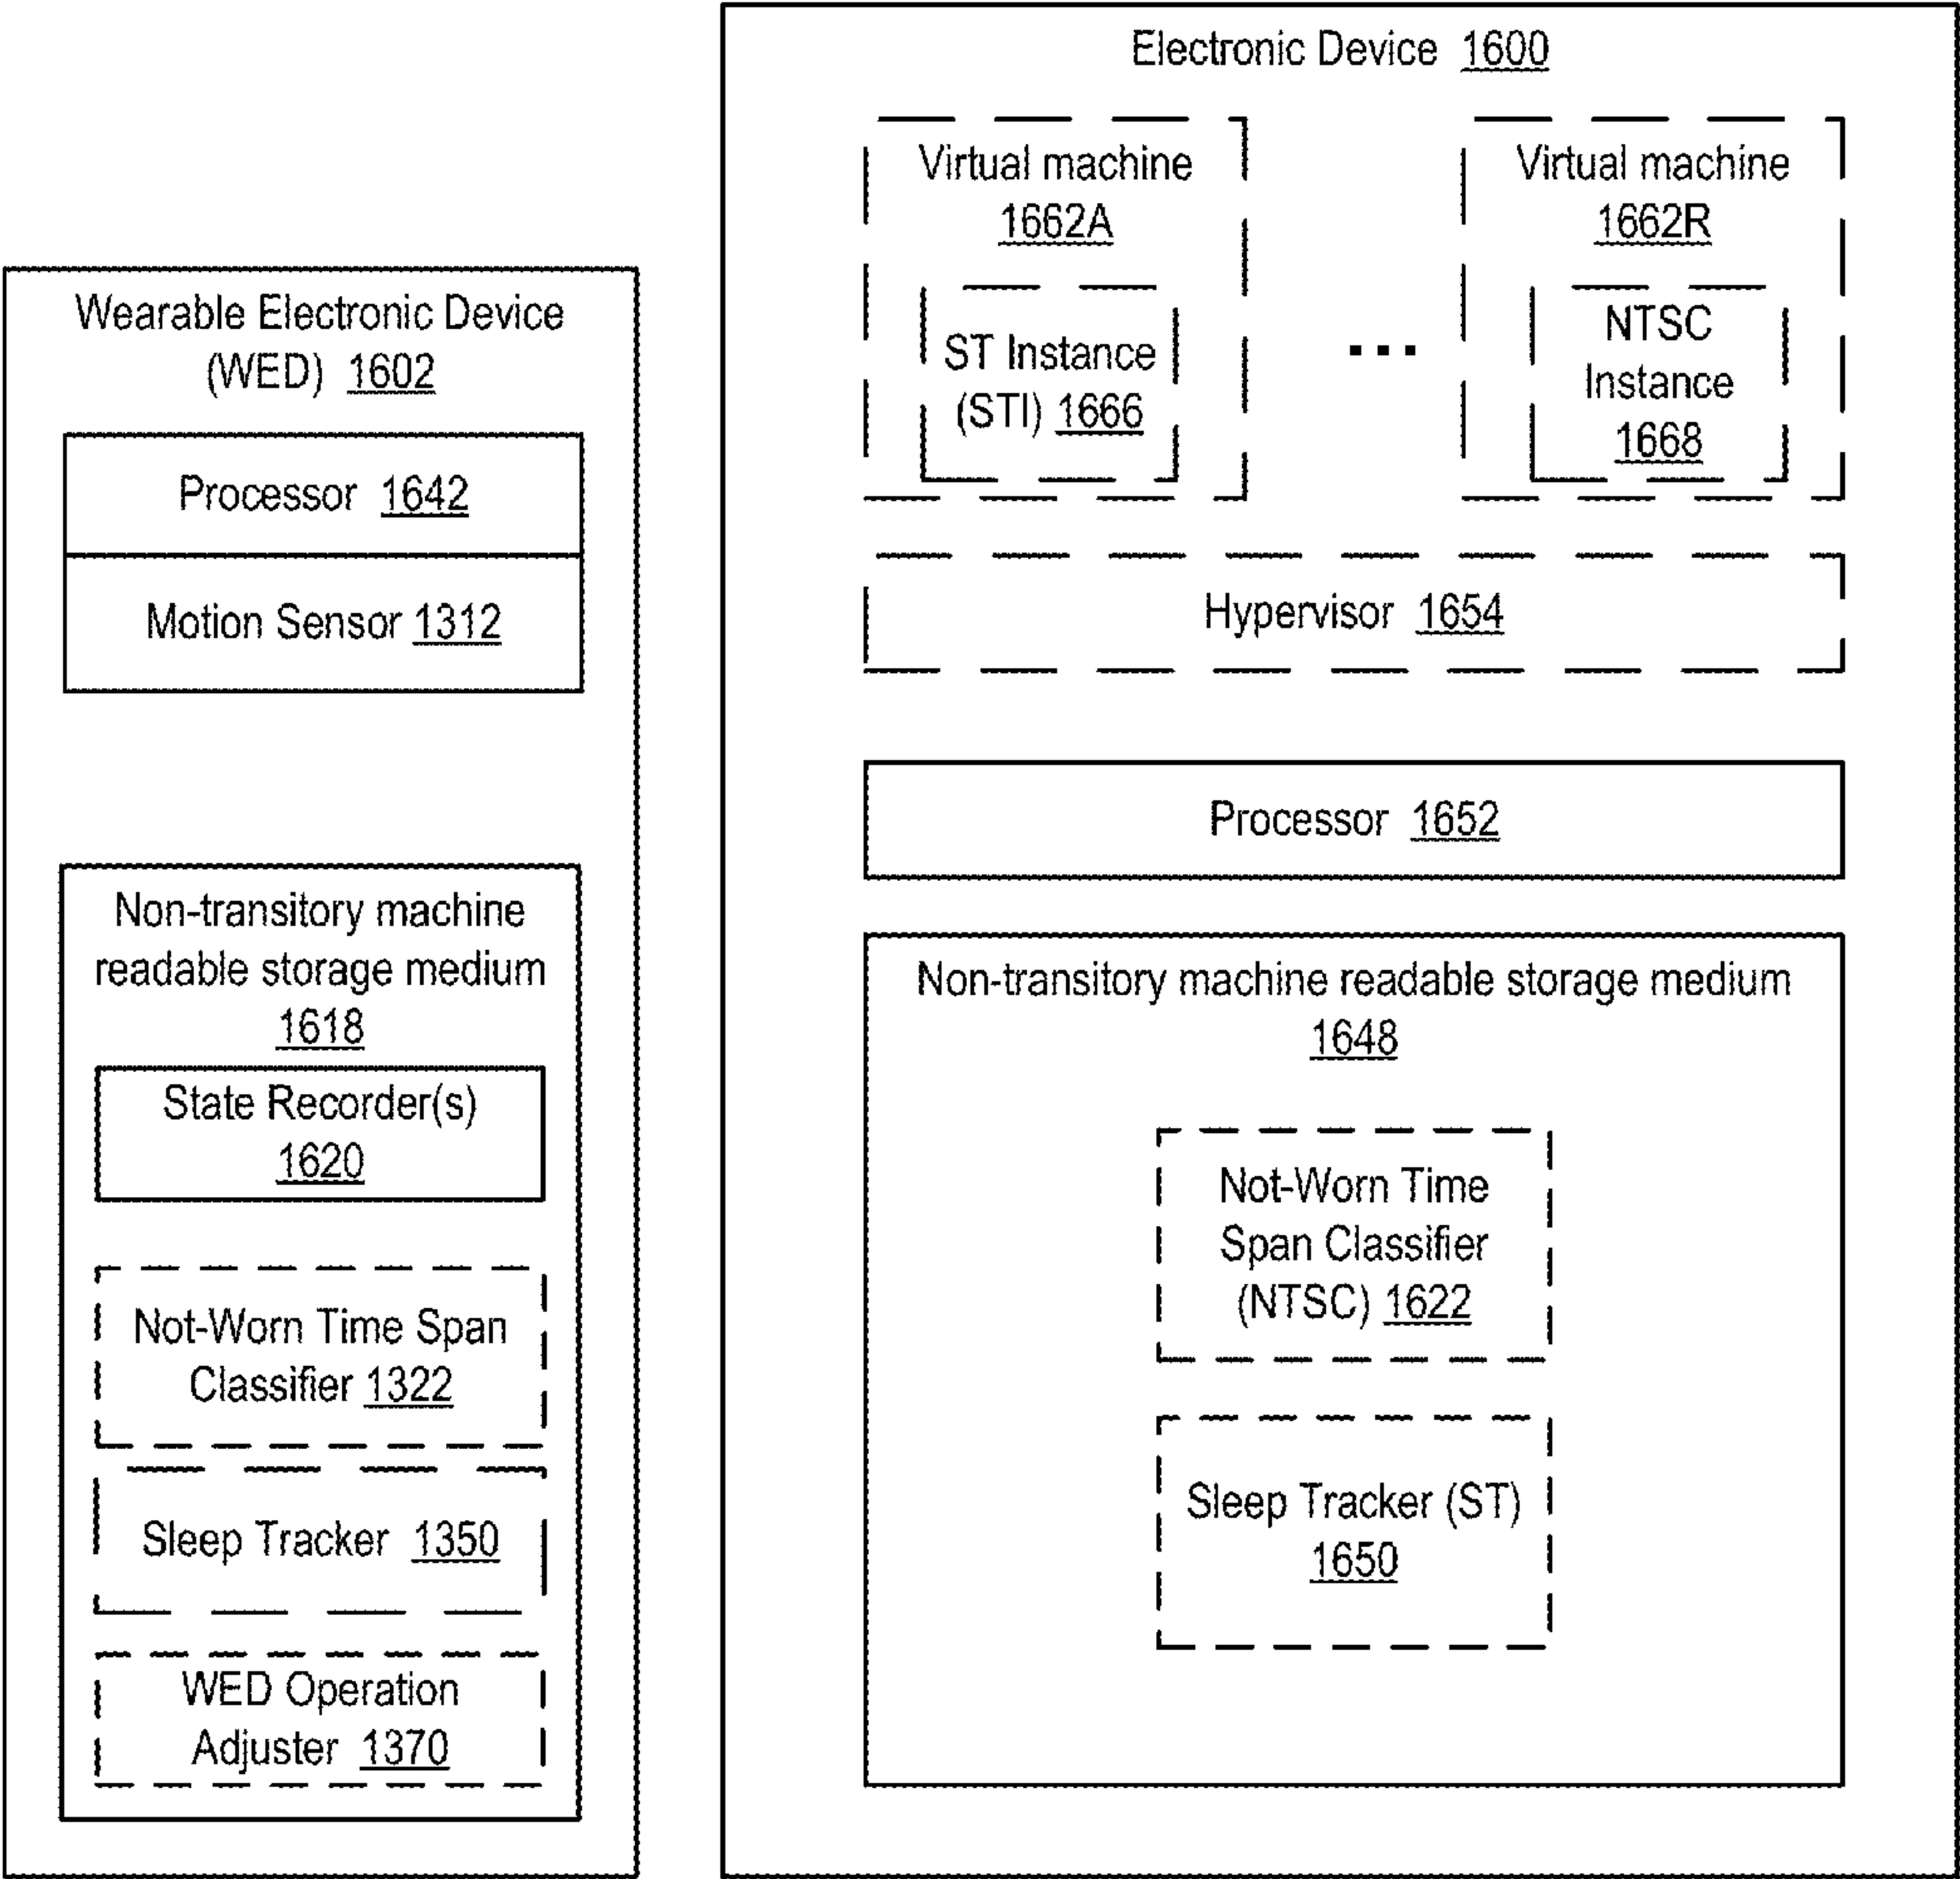 Wearable Electronic Device
(WED) 1602
Processor 1642
Motion Sensor 1312
Non-transitory machine
readable storage medium
1618
State Recorder(s)
1620
Not-Worn Time Span
Classifier 1322
Sleep Tracker 1350
WED Operation
Adjuster 1370
Electronic Device 1600
Virtual machine
1662A
ST Instance
(STI) 1666
...
Virtual machine
1662R
NTSC
Instance
1668
Hypervisor 1654
Processor 1652
Non-transitory machine readable storage medium
1648
Not-Worn Time
Span Classifier
(NTSC) 1622
Sleep Tracker (ST)
1650